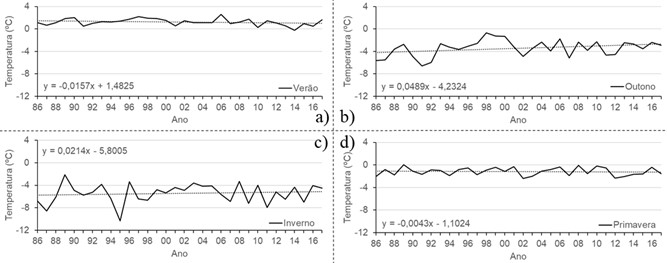 Temperatura (ºC)
4
0
-4
-8
-12
y = -0,0157x + 1,4825
Verão
86 88 90 92 94 96 98 00 02 04 06 08 10 12 14 16
Ano
a)
Temperatura (ºC)
4
0
-4
-8
-12
y = 0,0489x - 4,2324
Outono
86 88 90 92 94 96 98 00 02 04 06 08 10 12 14 16
Ano
b)
c)
Temperatura (ºC)
4
0
-4
-8
-12
y = 0,0214x - 5,8005
Inverno
86 88 90 92 94 96 98 00 02 04 06 08 10 12 14 16
Ano
d)
Temperatura (ºC)
4
0
-4
-8
-12
y = -0,0043x - 1,1024
Primavera
86 88 90 92 94 96 98 00 02 04 06 08 10 12 14 16
Ano